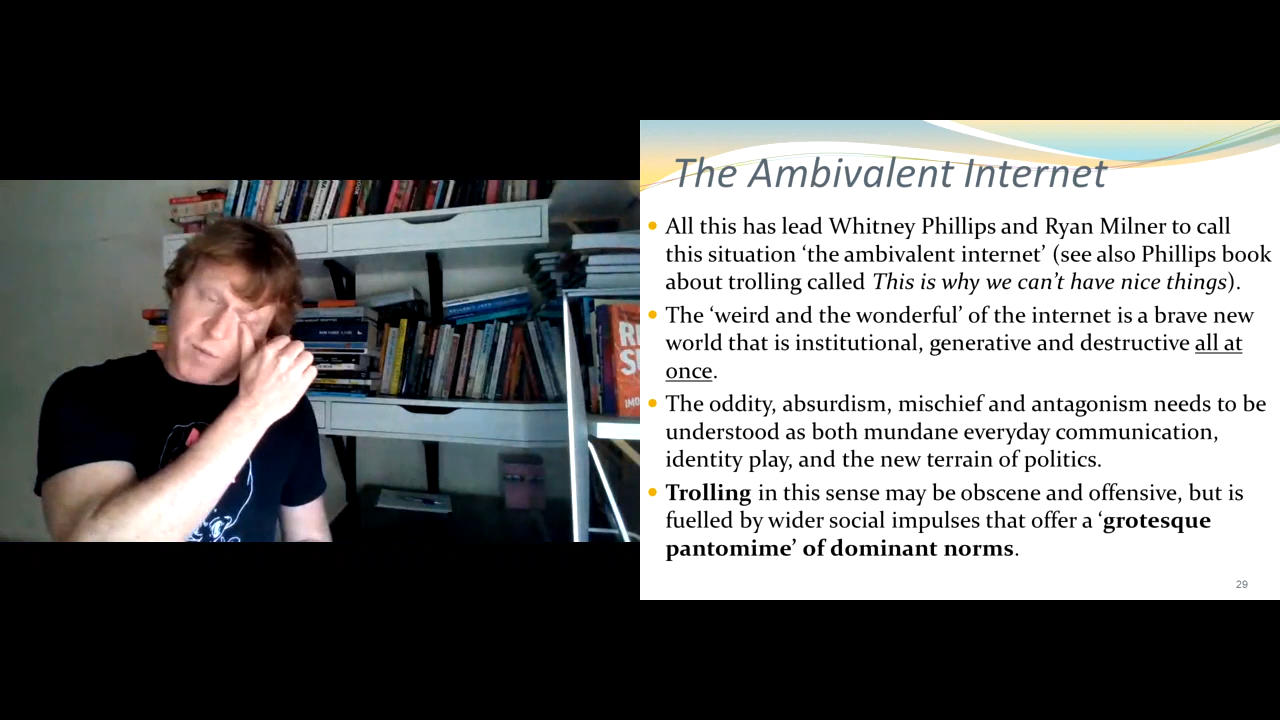 The Ambivalent Internet
All this has lead Whitney Phillips and Ryan Milner to call
this situation ‘the ambivalent internet’ (see also Phillips book
about trolling called This is why we can’t have nice things).
The ‘weird and the wonderful’ of the internet is a brave new
world that is institutional, generative and destructive all at
once.
The oddity, absurdism, mischief and antagonism needs to be
understood as both mundane everyday communication,
identity play, and the new terrain of politics.
Trolling in this sense may be obscene and offensive, but is
fuelled by wider social impulses that offer a ‘grotesque
pantomime’ of dominant norms.
29